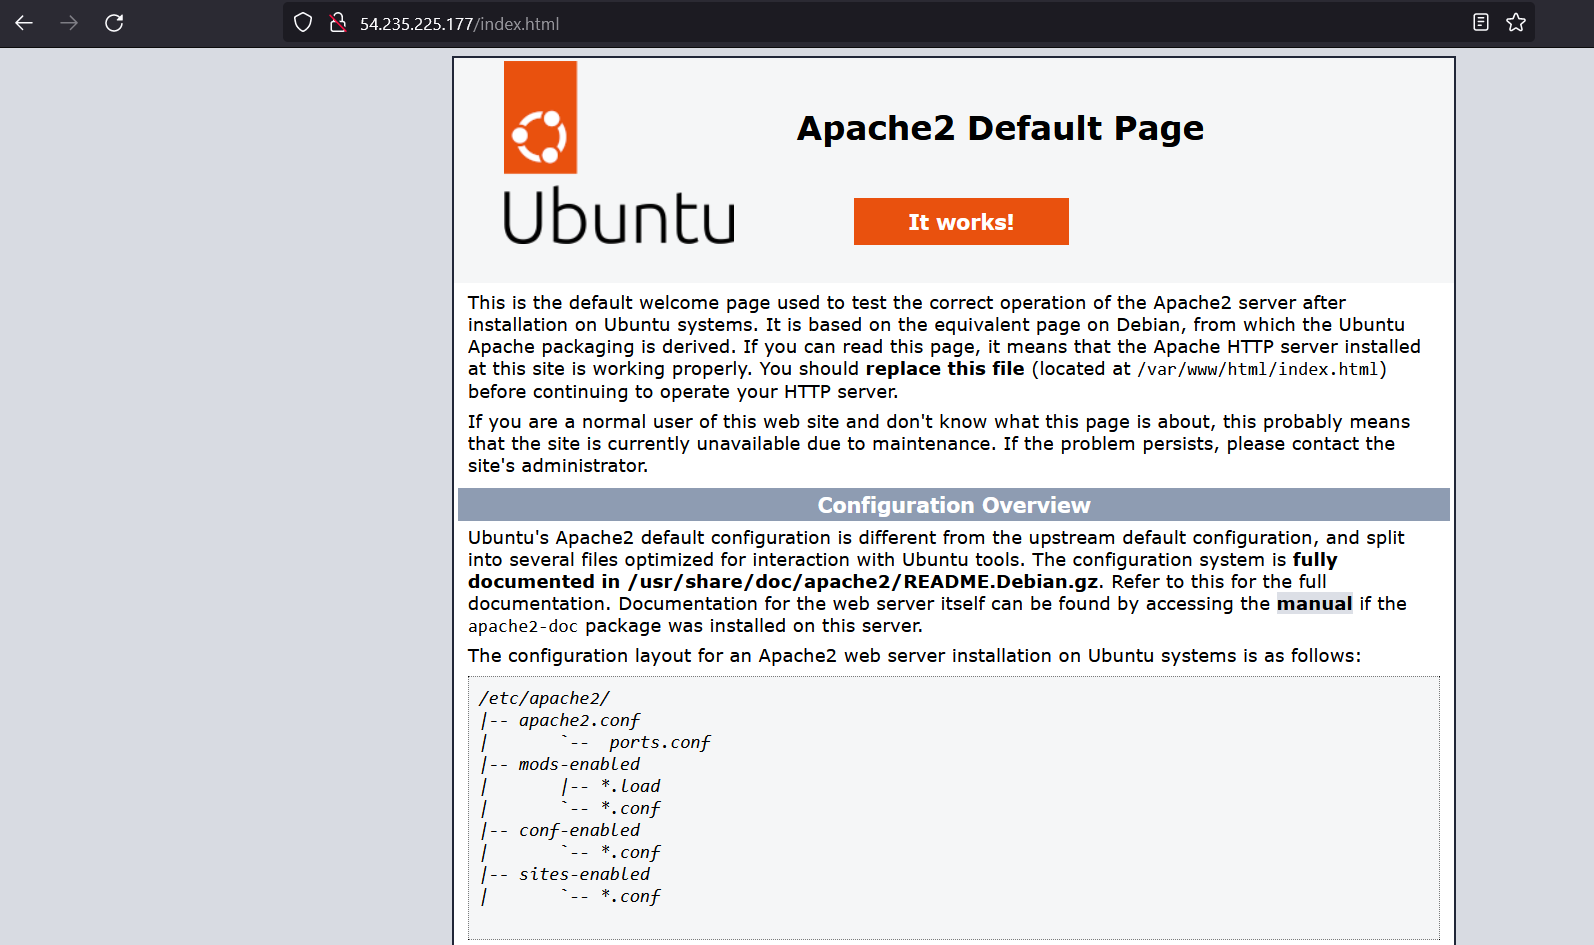 54.235.225.177/index.html
Apache2 Default Page
Ubuntu
It works!
This is the default welcome page used to test the correct operation of the Apache2 server after
installation on Ubuntu systems. It is based on the equivalent page on Debian, from which the Ubuntu
Apache packaging is derived. If you can read this page, it means that the Apache HTTP server installed
at this site is working properly. You should replace this file (located at /var/www/html/index.html)
before continuing to operate your HTTP server.
If you are a normal user of this web site and don't know what this page is about, this probably means
that the site is currently unavailable due to maintenance. If the problem persists, please contact the
site's administrator.
Configuration Overview
Ubuntu's Apache2 default configuration is different from the upstream default configuration, and split
into several files optimized for interaction with Ubuntu tools. The configuration system is fully
documented in /usr/share/doc/apache2/README.Debian.gz. Refer to this for the full
documentation. Documentation for the web server itself can be found by accessing the manual if the
apache2-doc package was installed on this server.
The configuration layout for an Apache2 web server installation on Ubuntu systems is as follows:
/etc/apache2/
|-- apache2.conf
|       `--  ports.conf
|-- mods-enabled
|       |-- *.load
|       `-- *.conf
|-- conf-enabled
|       `-- *.conf
|-- sites-enabled
|       `-- *.conf